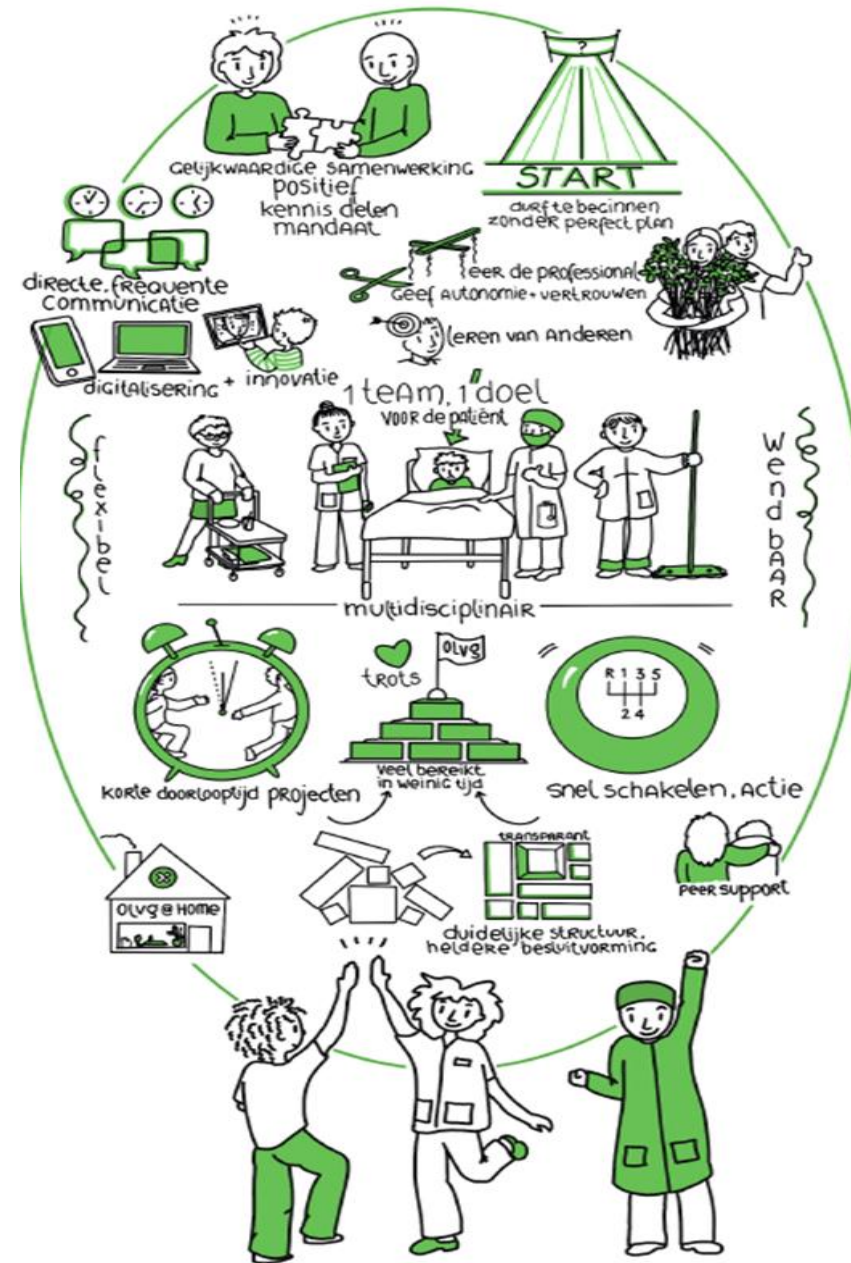 ?
START
durf te beginnen
zonder perfect plan
Gelijkwaardige samenwerking
positief
kennis delen
mandaat
directe, frequente
communicatie
eer de professional
Geef autonomie + vertrouwen
leren van anderen
digitalisering + innovatie
1 team, 1 doel
voor de patiënt
flexibel
wendbaar
multidisciplinair
OLVG
trots
R 1 3 5
2 4
veel bereikt
in weinig tijd
korte doorlooptijd projecten
snel schakelen, actie
OLVG @ HOME
TRANSPARANT
duidelijke structuur,
heldere besluitvorming
peer support